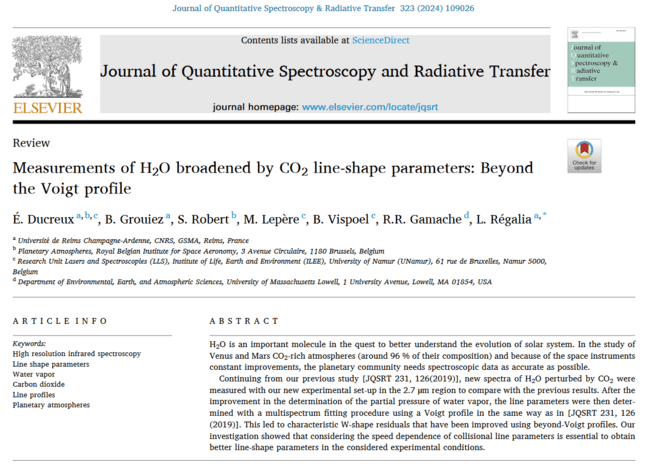 Journal of Quantitative Spectroscopy & Radiative Transfer 323 (2024) 109026
Contents lists available at ScienceDirect
Journal of Quantitative Spectroscopy and Radiative Transfer
journal homepage: www.elsevier.com/locate/jqsrt
ELSEVIER
Journal of
Quantitative
Spectroscopy &
Radiative
Transfer
Review
Check for
updates
Measurements of H₂O broadened by CO₂ line-shape parameters: Beyond
the Voigt profile
É. Ducreux a,b,c, B. Grouiez a, S. Robert b, M. Lepère c, B. Vispoel c, R.R. Gamache d, L. Régalia a,*
a Université de Reims Champagne-Ardenne, CNRS, GSMA, Reims, France
b Planetary Atmospheres, Royal Belgian Institute for Space Aeronomy, 3 Avenue Circulaire, 1180 Brussels, Belgium
c Research Unit Lasers and Spectroscopies (LLS), Institute of Life, Earth and Environment (ILEE), University of Namur (UNamur), 61 rue de Bruxelles, Namur 5000,
Belgium
d Department of Environmental, Earth, and Atmospheric Sciences, University of Massachusetts Lowell, 1 University Avenue, Lowell, MA 01854, USA
ARTICLE INFO
Keywords:
High resolution infrared spectroscopy
Line shape parameters
Water vapor
Carbon dioxide
Line profiles
Planetary atmospheres
ABSTRACT
H₂O is an important molecule in the quest to better understand the evolution of solar system. In the study of
Venus and Mars CO₂-rich atmospheres (around 96 % of their composition) and because of the space instruments
constant improvements, the planetary community needs spectroscopic data as accurate as possible.
Continuing from our previous study [JQSRT 231, 126(2019)], new spectra of H₂O perturbed by CO₂ were
measured with our new experimental set-up in the 2.7 μm region to compare with the previous results. After the
improvement in the determination of the partial pressure of water vapor, the line parameters were then deter-
mined with a multispectrum fitting procedure using a Voigt profile in the same way as in [JQSRT 231, 126
(2019)]. This led to characteristic W-shape residuals that have been improved using beyond-Voigt profiles. Our
investigation showed that considering the speed dependence of collisional line parameters is essential to obtain
better line-shape parameters in the considered experimental conditions.